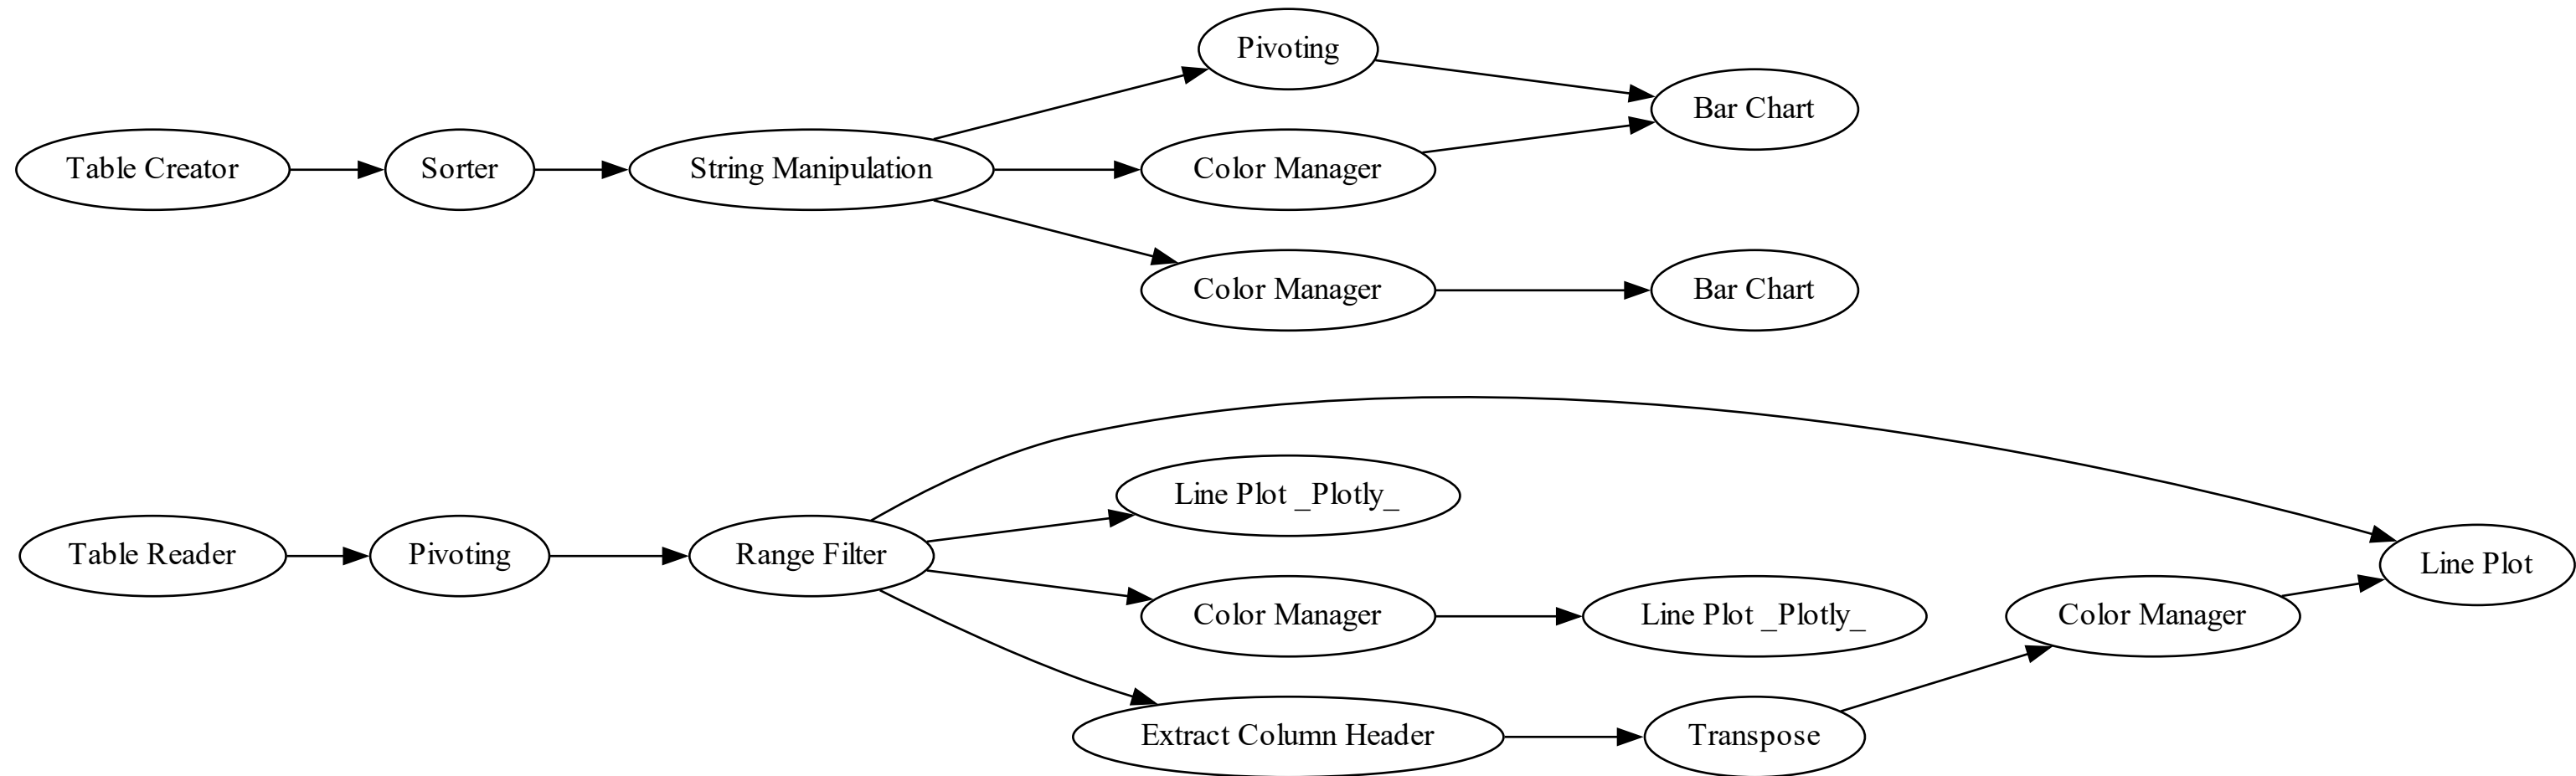 Pivoting
Bar Chart
Table Creator
Sorter
String Manipulation
Color Manager
Color Manager
Bar Chart
Line Plot _Plotly_
Table Reader
Pivoting
Range Filter
Line Plot
Color Manager
Line Plot _Plotly_
Color Manager
Extract Column Header
Transpose